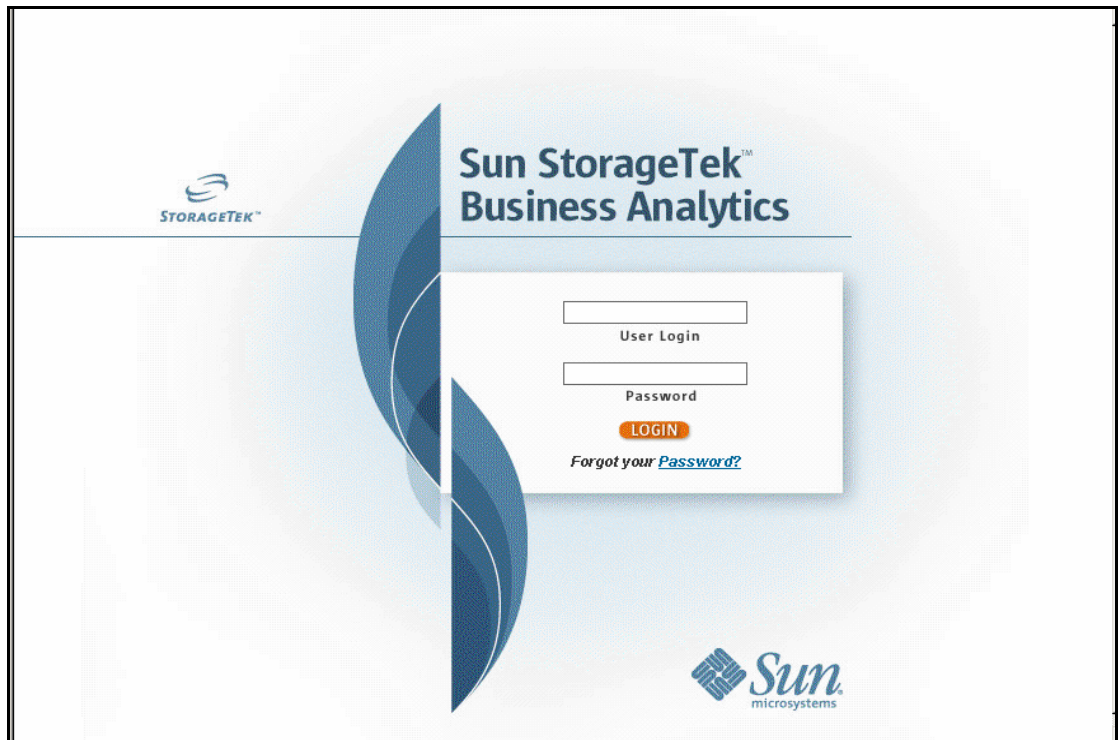 STORAGETEK™
Sun StorageTek™
Business Analytics
User Login
Password
LOGIN
Forgot your Password?
Sun
microsystems